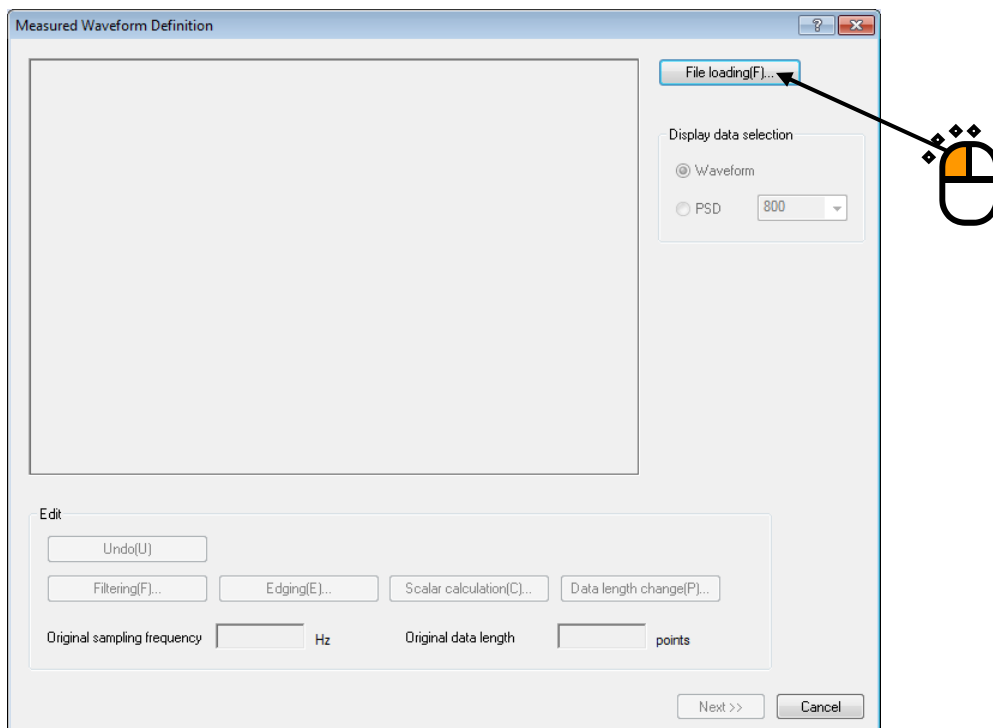 Measured Waveform Definition
File loading(F)...
Display data selection
Waveform
PSD 800
Edit
Undo(U)
Filtering(F)... Edging(E)... Scalar calculation(C)... Data length change(P)...
Original sampling frequency Hz Original data length points
Next >> Cancel